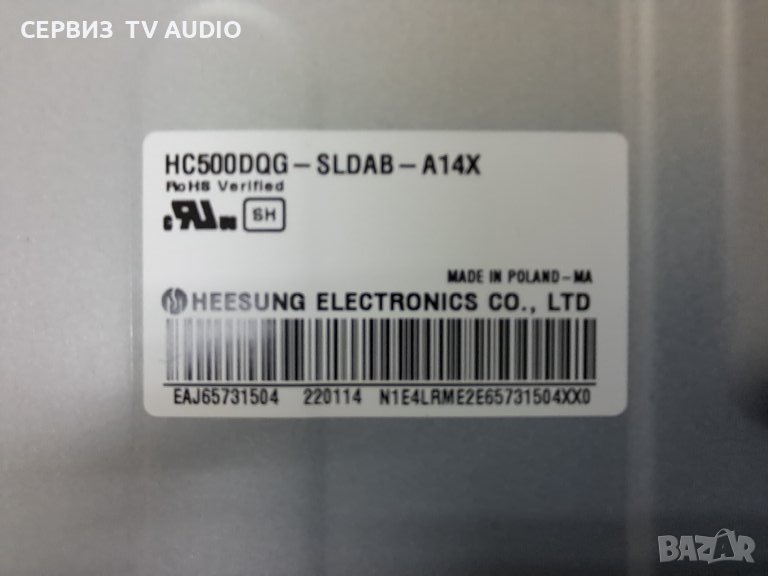 СЕРВИЗ TV AUDIO
HC500DQG-SLDAB-A14X
RoHS Verified
SH
MADE IN POLAND-MA
HEESUNG ELECTRONICS CO., LTD
EAJ65731504 220114 N1E4LRME2E65731504XX0
BAZAR